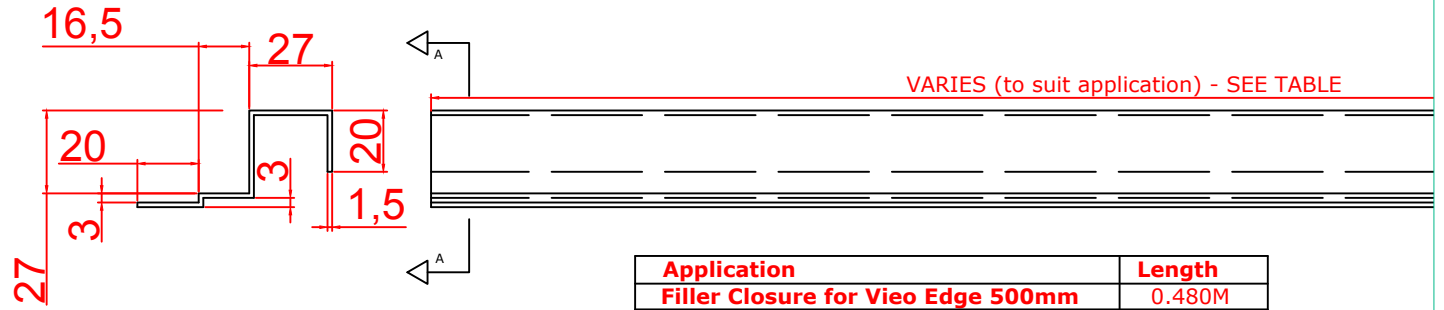 16,5
27
A
VARIES (to suit application) - SEE TABLE
20
20
3
3
1,5
27
A
Application Length
Filler Closure for Vieo Edge 500mm 0.480M